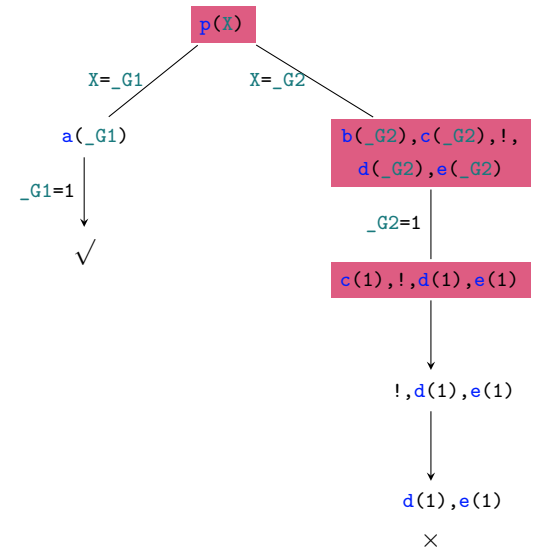 p(X)
X=_G1
X=_G2
a(_G1)
b(_G2),c(_G2),!,
d(_G2),e(_G2)
_G1=1
_G2=1
√
c(1),!,d(1),e(1)
!,d(1),e(1)
d(1),e(1)
×